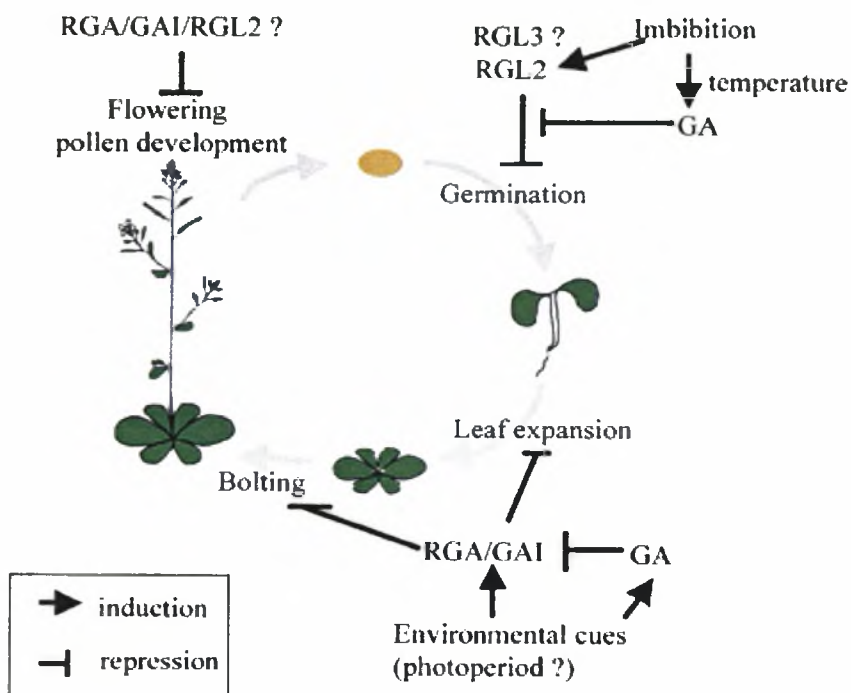 RGA/GAI/RGL2 ?
Flowering
pollen development
RGL3 ?
RGL2
Imbibition
temperature
GA
Germination
Leaf expansion
Bolting
RGA/GAI
GA
Environmental cues
(photoperiod ?)
induction
repression